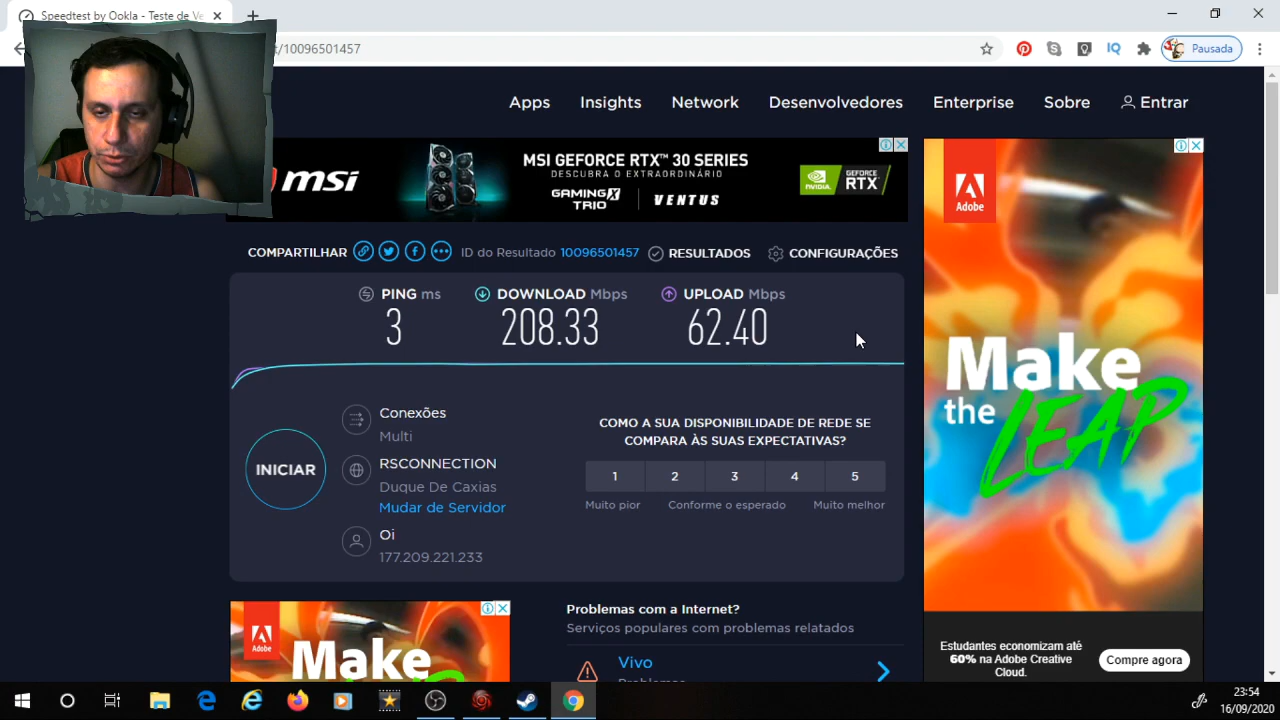 Speedtest by Ookla - Teste de Ve
t/10096501457
Pausada
Apps Insights Network Desenvolvedores Enterprise Sobre Entrar
msi
MSI GEFORCE RTX™ 30 SERIES
DESCUBRA O EXTRAORDINÁRIO
GAMING X TRIO
VENTUS
NVIDIA
GEFORCE RTX
Adobe
COMPARTILHAR ID do Resultado 10096501457 RESULTADOS CONFIGURAÇÕES
PING ms DOWNLOAD Mbps UPLOAD Mbps
3 208.33 62.40
Conexões
Multi
INICIAR
RSCONNECTION
Duque De Caxias
Mudar de Servidor
Oi
177.209.221.233
COMO A SUA DISPONIBILIDADE DE REDE SE
COMPARA ÀS SUAS EXPECTATIVAS?
1 2 3 4 5
Muito pior Conforme o esperado Muito melhor
Make
the LEAP
Estudantes economizam até
60% na Adobe Creative
Cloud.
Compre agora
Adobe
Make
Problemas com a Internet?
Serviços populares com problemas relatados
Vivo
IQ
23:54
16/09/2020